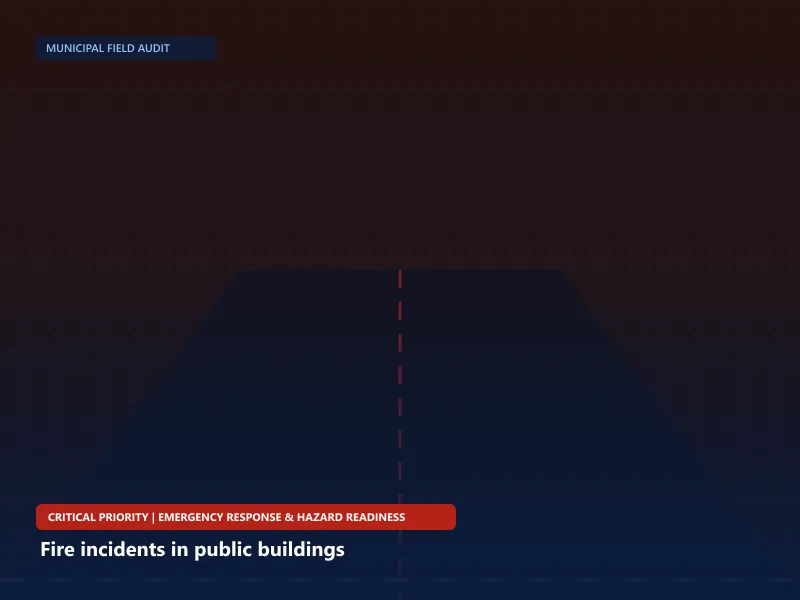 MUNICIPAL FIELD AUDIT
CRITICAL PRIORITY | EMERGENCY RESPONSE & HAZARD READINESS
Fire incidents in public buildings